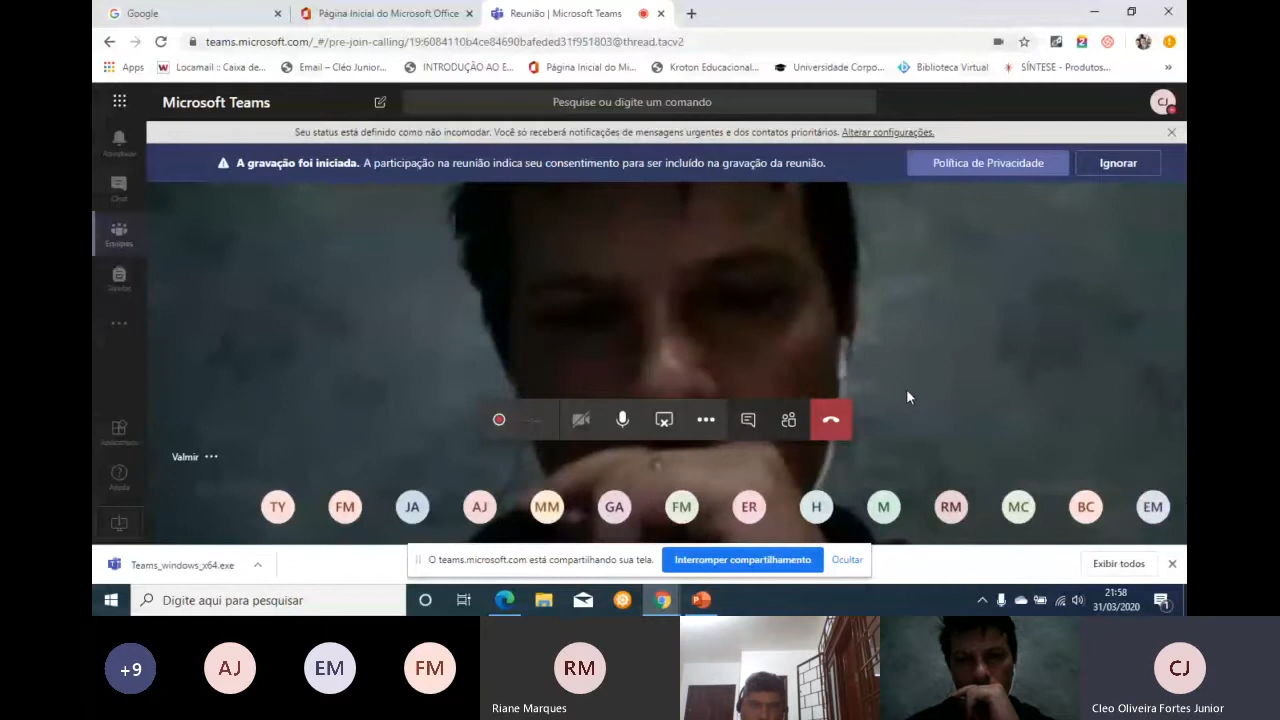 Google
Página Inicial do Microsoft Office
Reunião | Microsoft Teams
teams.microsoft.com/_#/pre-join-calling/19:6084110b4ce84690bafeded31f951803@thread.tacv2
Apps
Locamail :: Caixa de...
Email – Cléo Junior...
INTRODUÇÃO AO E...
Página Inicial do Mi...
Kroton Educacional...
Universidade Corpo...
Biblioteca Virtual
SÍNTESE - Produtos...
Microsoft Teams
Pesquise ou digite um comando
CJ
Seu status está definido como não incomodar. Você só receberá notificações de mensagens urgentes e dos contatos prioritários. Alterar configurações.
A gravação foi iniciada. A participação na reunião indica seu consentimento para ser incluído na gravação da reunião.
Política de Privacidade
Ignorar
Chat
Equipes
Ajuda
Valmir
TY FM JA AJ MM GA FM ER H M RM MC BC EM
Teams_windows_x64.exe
O teams.microsoft.com está compartilhando sua tela.
Interromper compartilhamento
Ocultar
Exibir todos
Digite aqui para pesquisar
21:58
31/03/2020
1
+9 AJ EM FM RM CJ
Riane Marques
Cleo Oliveira Fortes Junior